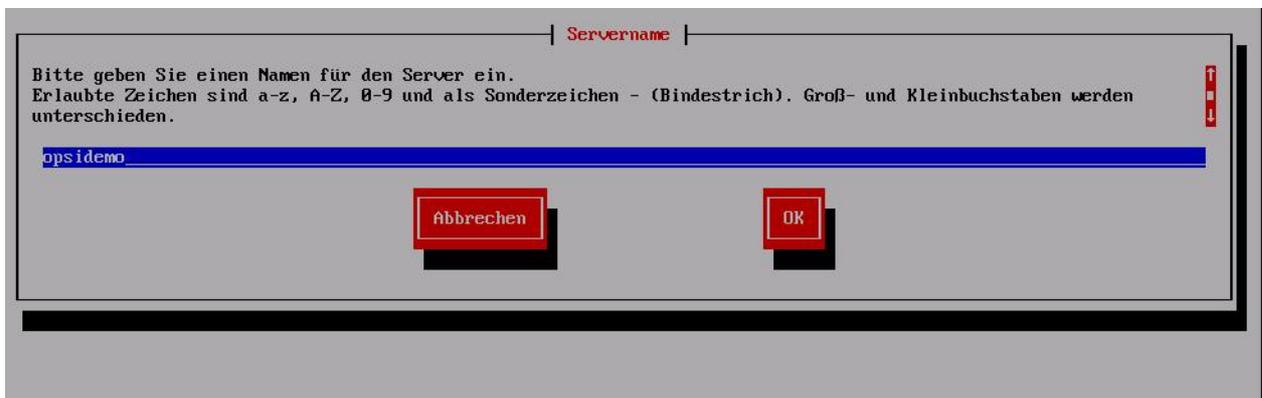 Servername
Bitte geben Sie einen Namen für den Server ein.
Erlaubte Zeichen sind a-z, A-Z, 0-9 und als Sonderzeichen - (Bindestrich). Groß- und Kleinbuchstaben werden
unterschieden.
opsidemo
Abbrechen OK